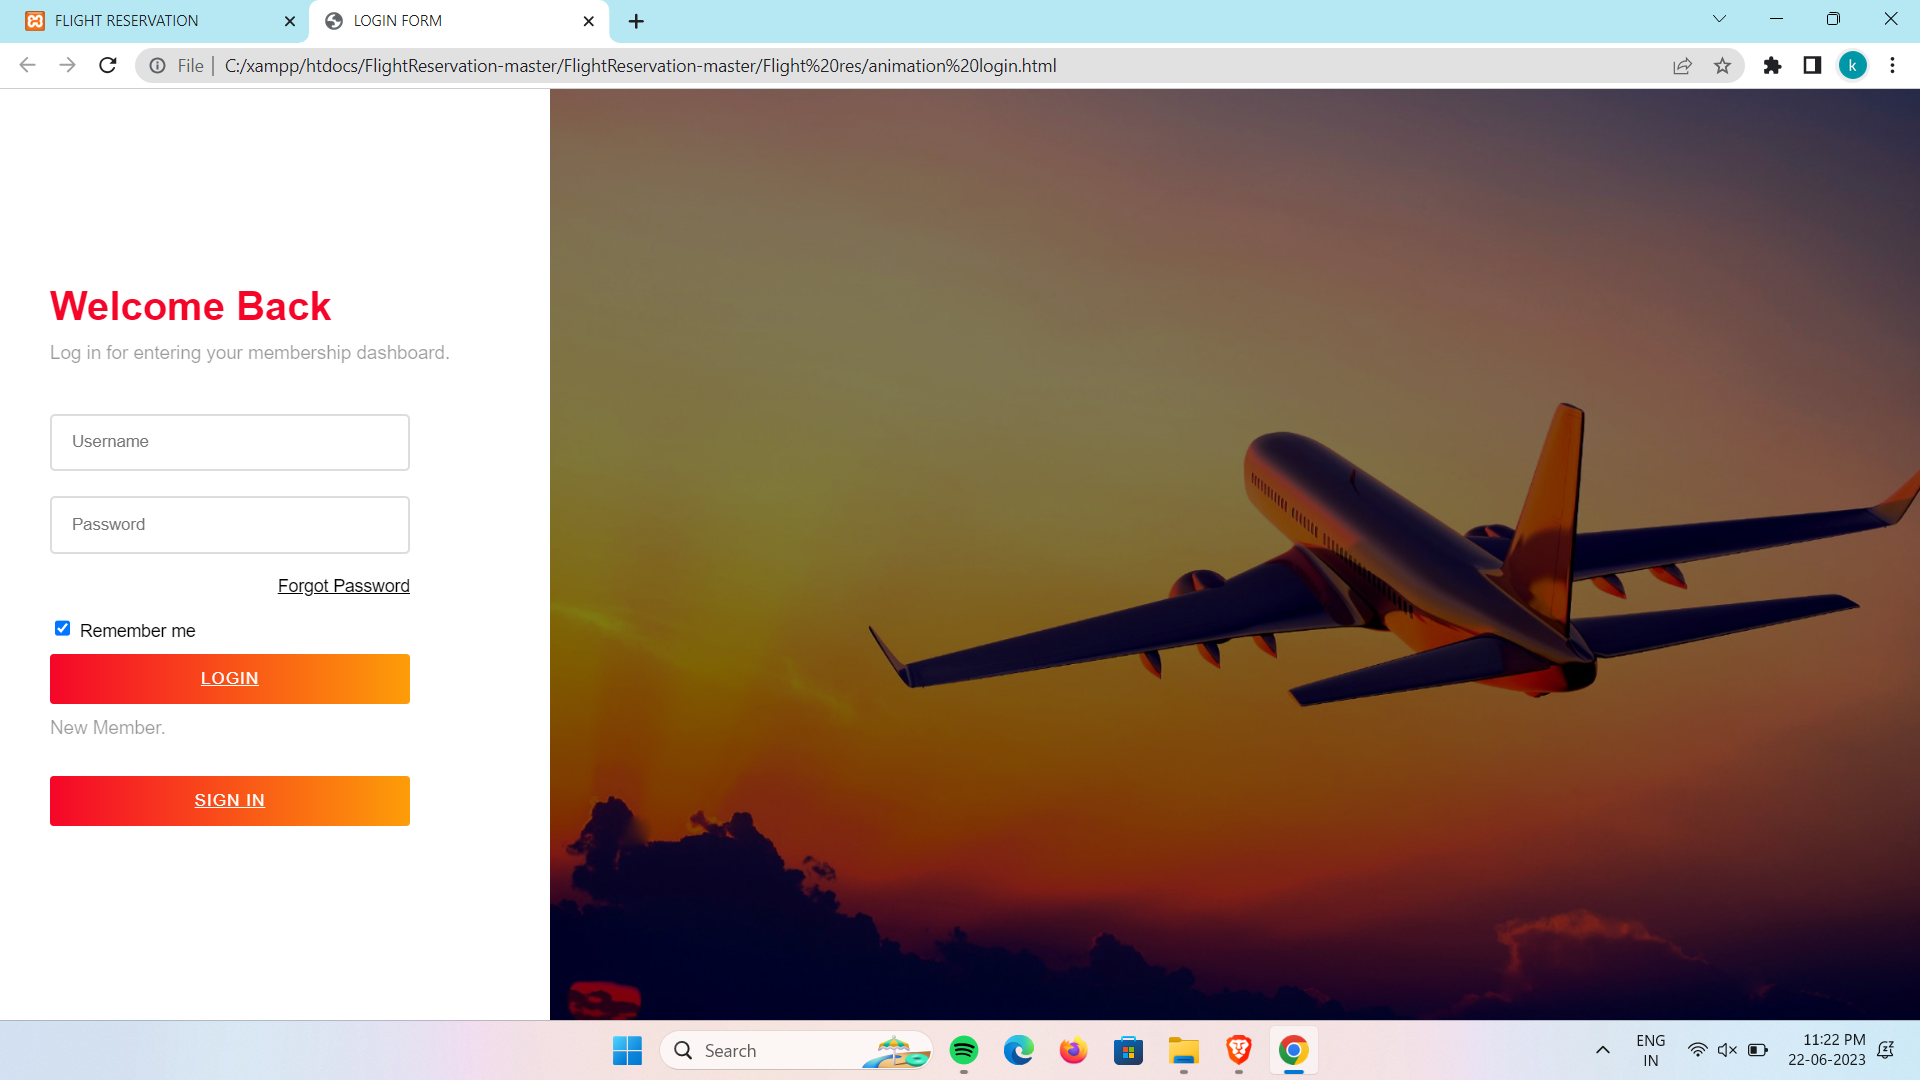 FLIGHT RESERVATION
LOGIN FORM
File | C:/xampp/htdocs/FlightReservation-master/FlightReservation-master/Flight%20res/animation%20login.html
k
Welcome Back
Log in for entering your membership dashboard.
Username
Password
Forgot Password
Remember me
LOGIN
New Member.
SIGN IN
Search
ENG
IN
11:22 PM
22-06-2023